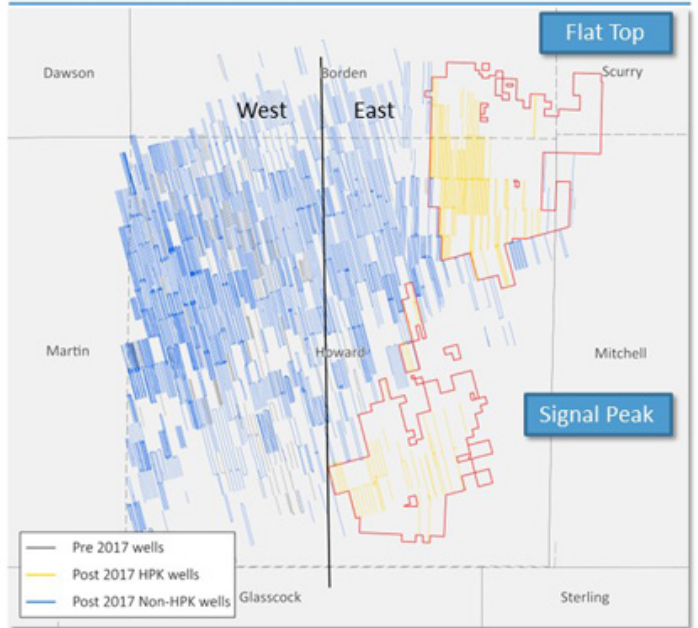 Flat Top
Dawson
Borden
Scurry
West
East
Martin
Howard
Mitchell
Signal Peak
Pre 2017 wells
Post 2017 HPK wells
Post 2017 Non-HPK wells
Glasscock
Sterling